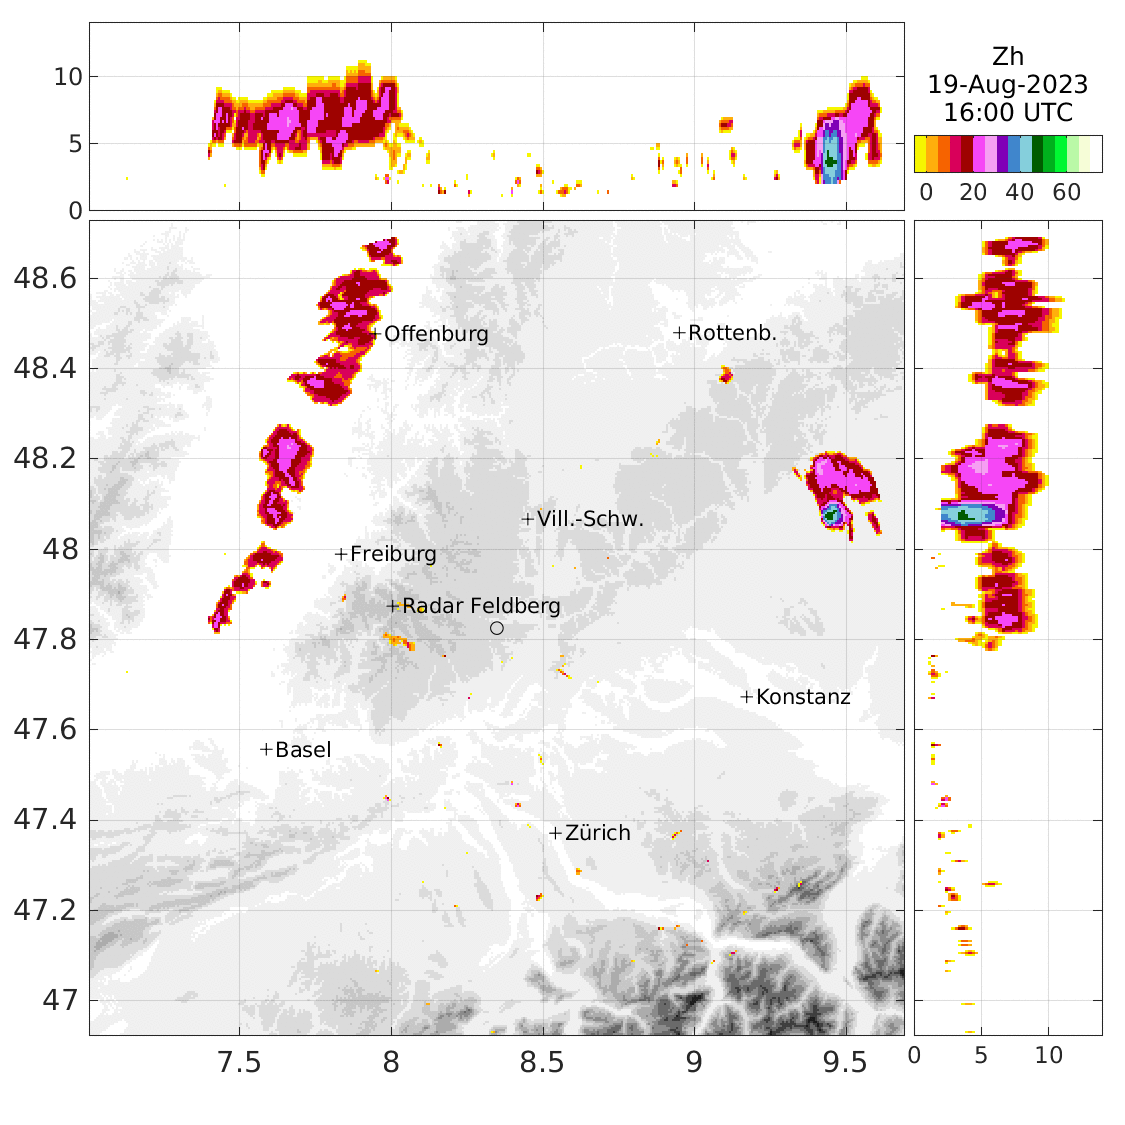 Zh
19-Aug-2023
16:00 UTC
0 20 40 60
10
5
0
48.6
48.4
48.2
48
47.8
47.6
47.4
47.2
47
Offenburg
Rottenb.
Vill.-Schw.
Freiburg
Radar Feldberg
Konstanz
Basel
Zürich
7.5 8 8.5 9 9.5
0 5 10